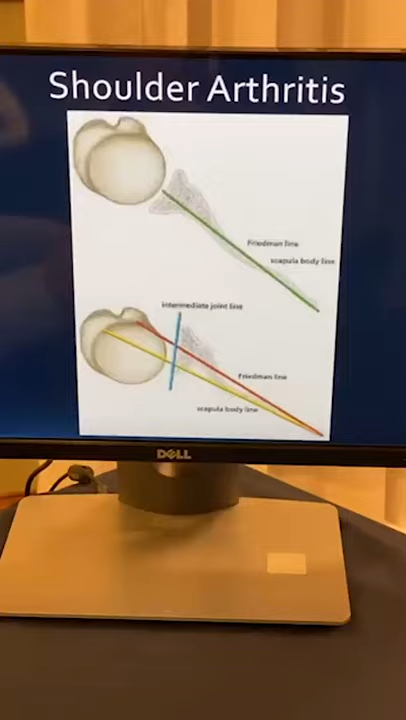 Shoulder Arthritis
Friedman line
scapula body line
intermediate joint line
Friedman line
scapula body line
DELL